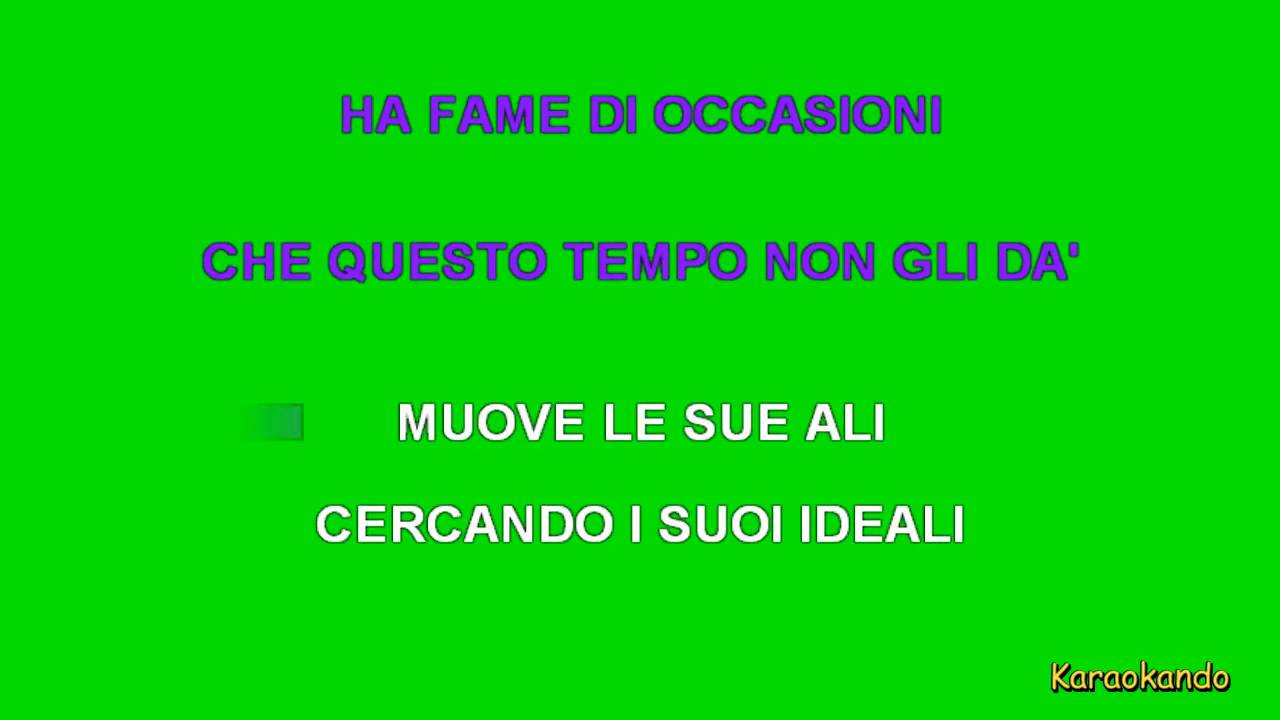 HA FAME DI OCCASIONI
CHE QUESTO TEMPO NON GLI DA'
MUOVE LE SUE ALI
CERCANDO I SUOI IDEALI
Karaokando